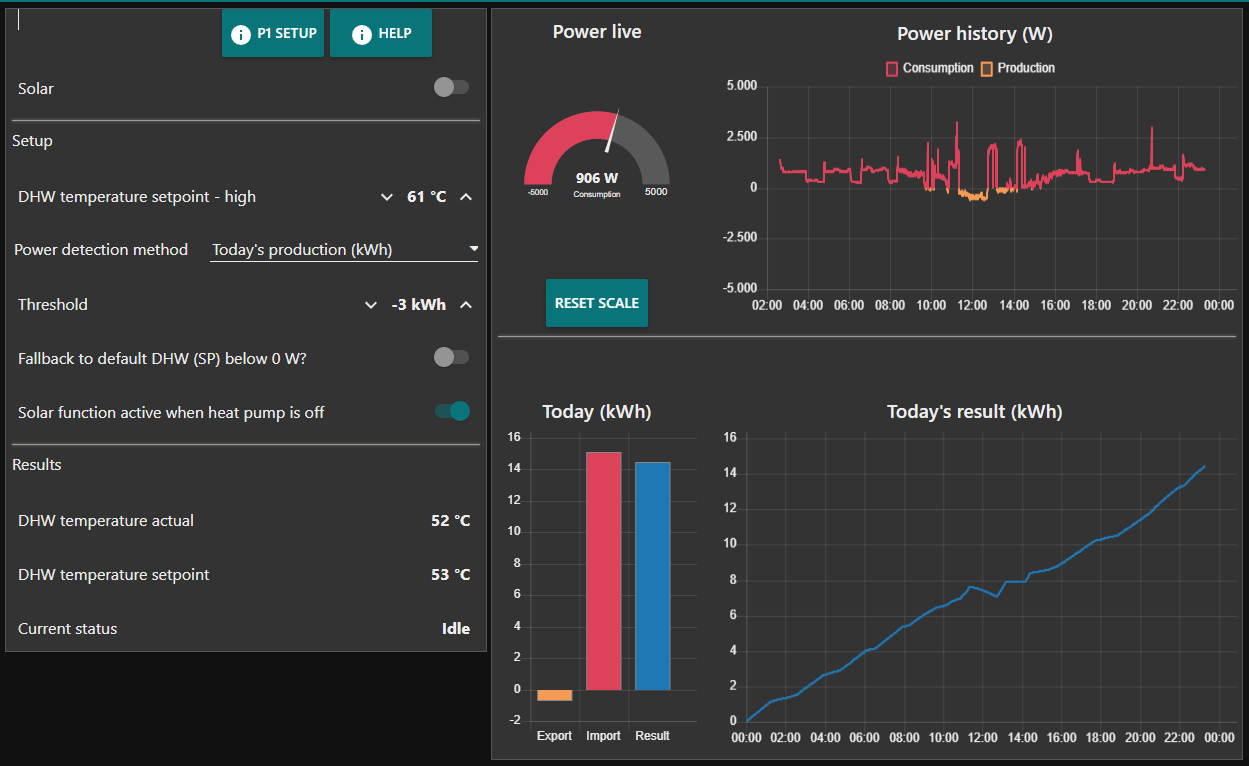 P1 SETUP
HELP
Solar
Setup
DHW temperature setpoint - high
61 °C
Power detection method
Today's production (kWh)
Threshold
-3 kWh
Fallback to default DHW (SP) below 0 W?
Solar function active when heat pump is off
Results
DHW temperature actual
52 °C
DHW temperature setpoint
53 °C
Current status
Idle
Power live
906 W
-5000
Consumption
5000
RESET SCALE
Power history (W)
Consumption
Production
5.000
2.500
0
-2.500
-5.000
02:00 04:00 06:00 08:00 10:00 12:00 14:00 16:00 18:00 20:00 22:00 00:00
Today (kWh)
16
14
12
10
8
6
4
2
0
-2
Export Import Result
Today's result (kWh)
16
14
12
10
8
6
4
2
0
00:00 02:00 04:00 06:00 08:00 10:00 12:00 14:00 16:00 18:00 20:00 22:00 00:00